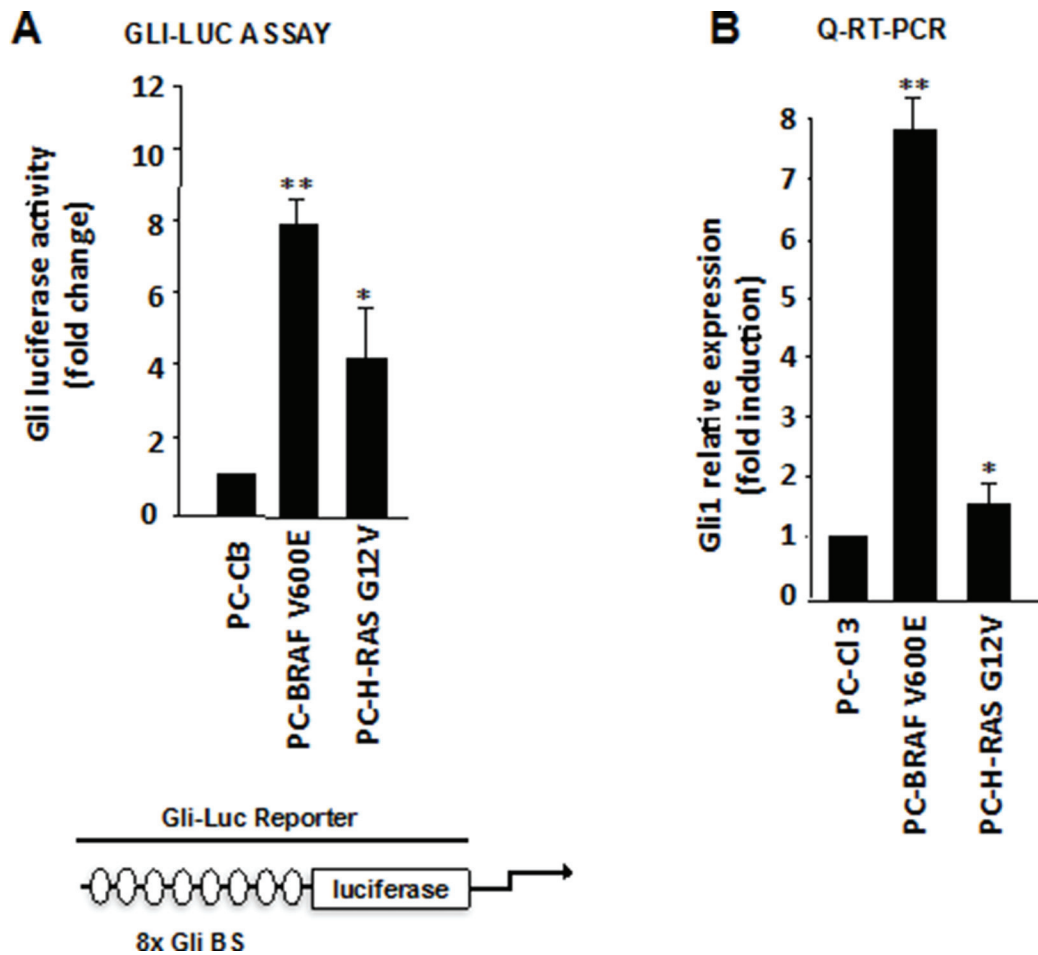 A
GLI-LUC ASSAY
12
10
8
6
4
2
0
Gli luciferase activity
(fold change)
**
*
PC-Cl3
PC-BRAF V600E
PC-H-RAS G12V
Gli-Luc Reporter
luciferase
8x Gli BS
B
Q-RT-PCR
8
7
6
5
4
3
2
1
0
Gli1 relative expression
(fold induction)
**
*
PC-Cl 3
PC-BRAF V600E
PC-H-RAS G12V